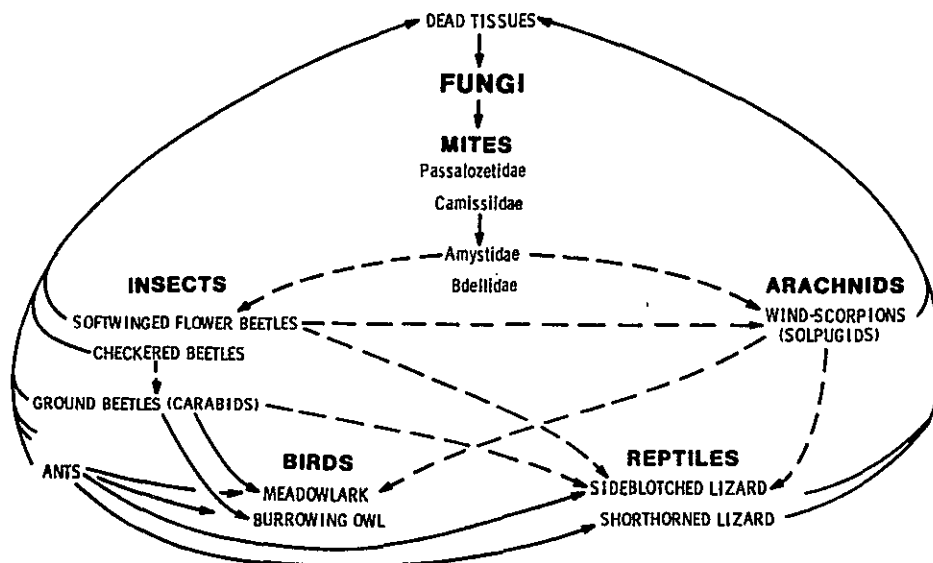 DEAD TISSUES
FUNGI
MITES
Passalozetidae
Camissiidae
Amystidae
Bdellidae
INSECTS
SOFTWINGED FLOWER BEETLES
CHECKERED BEETLES
GROUND BEETLES (CARABIDS)
ANTS
ARACHNIDS
WIND-SCORPIONS
(SOLPUGIDS)
BIRDS
MEADOWLARK
BURROWING OWL
REPTILES
SIDEBLOTCHED LIZARD
SHORTHORNED LIZARD